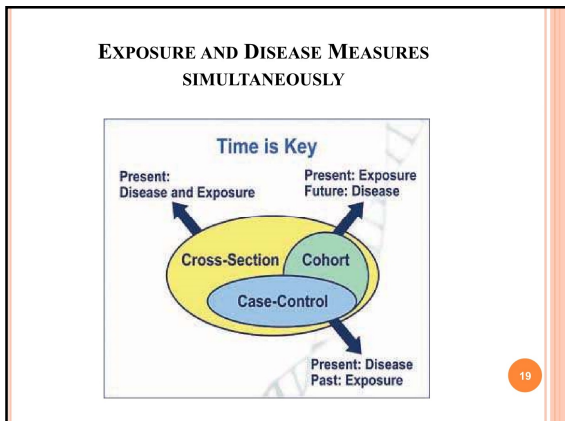 EXPOSURE AND DISEASE MEASURES
SIMULTANEOUSLY
Time is Key
Present:
Disease and Exposure
Present: Exposure
Future: Disease
Cross-Section
Cohort
Case-Control
Present: Disease
Past: Exposure
19